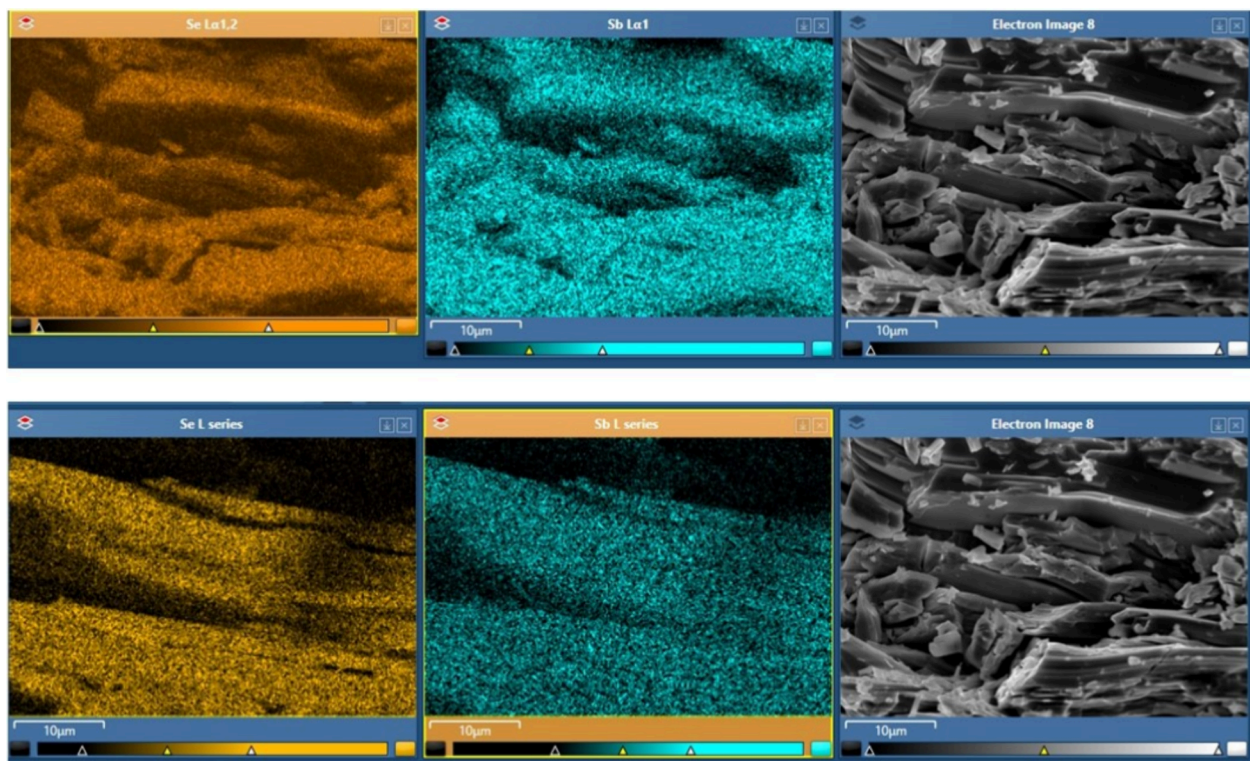 Se Lα1,2
Sb Lα1
Electron Image 8
10μm
10μm
Se L series
Sb L series
Electron Image 8
10μm
10μm
10μm